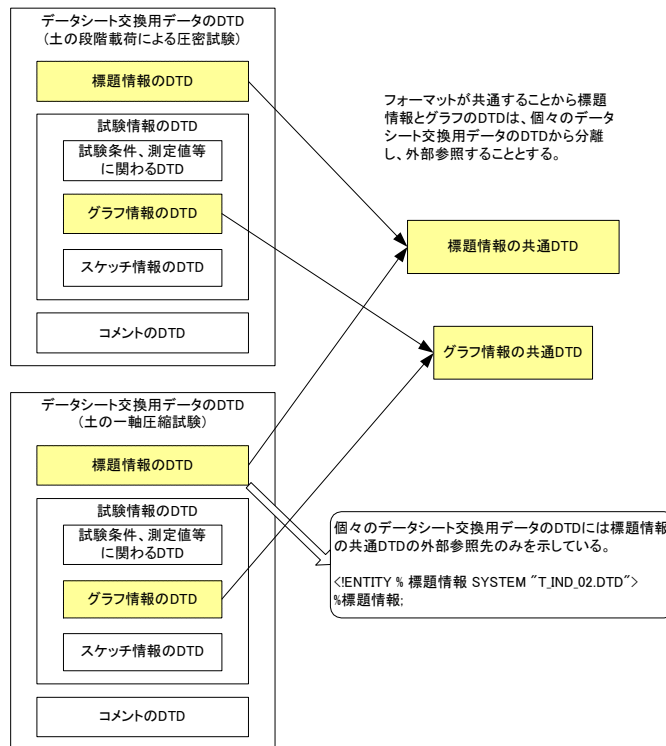 データシート交換用データのDTD
（土の段階載荷による圧密試験）
標題情報のDTD
試験情報のDTD
試験条件、測定値等
に関わるDTD
グラフ情報のDTD
スケッチ情報のDTD
コメントのDTD
フォーマットが共通することから標題
情報とグラフのDTDは、個々のデータ
シート交換用データのDTDから分離
し、外部参照することとする。
標題情報の共通DTD
グラフ情報の共通DTD
データシート交換用データのDTD
（土の一軸圧縮試験）
標題情報のDTD
試験情報のDTD
試験条件、測定値等
に関わるDTD
グラフ情報のDTD
スケッチ情報のDTD
コメントのDTD
個々のデータシート交換用データのDTDには標題情報
の共通DTDの外部参照先のみを示している。
<!ENTITY % 標題情報 SYSTEM "T_IND_02.DTD">
%標題情報;